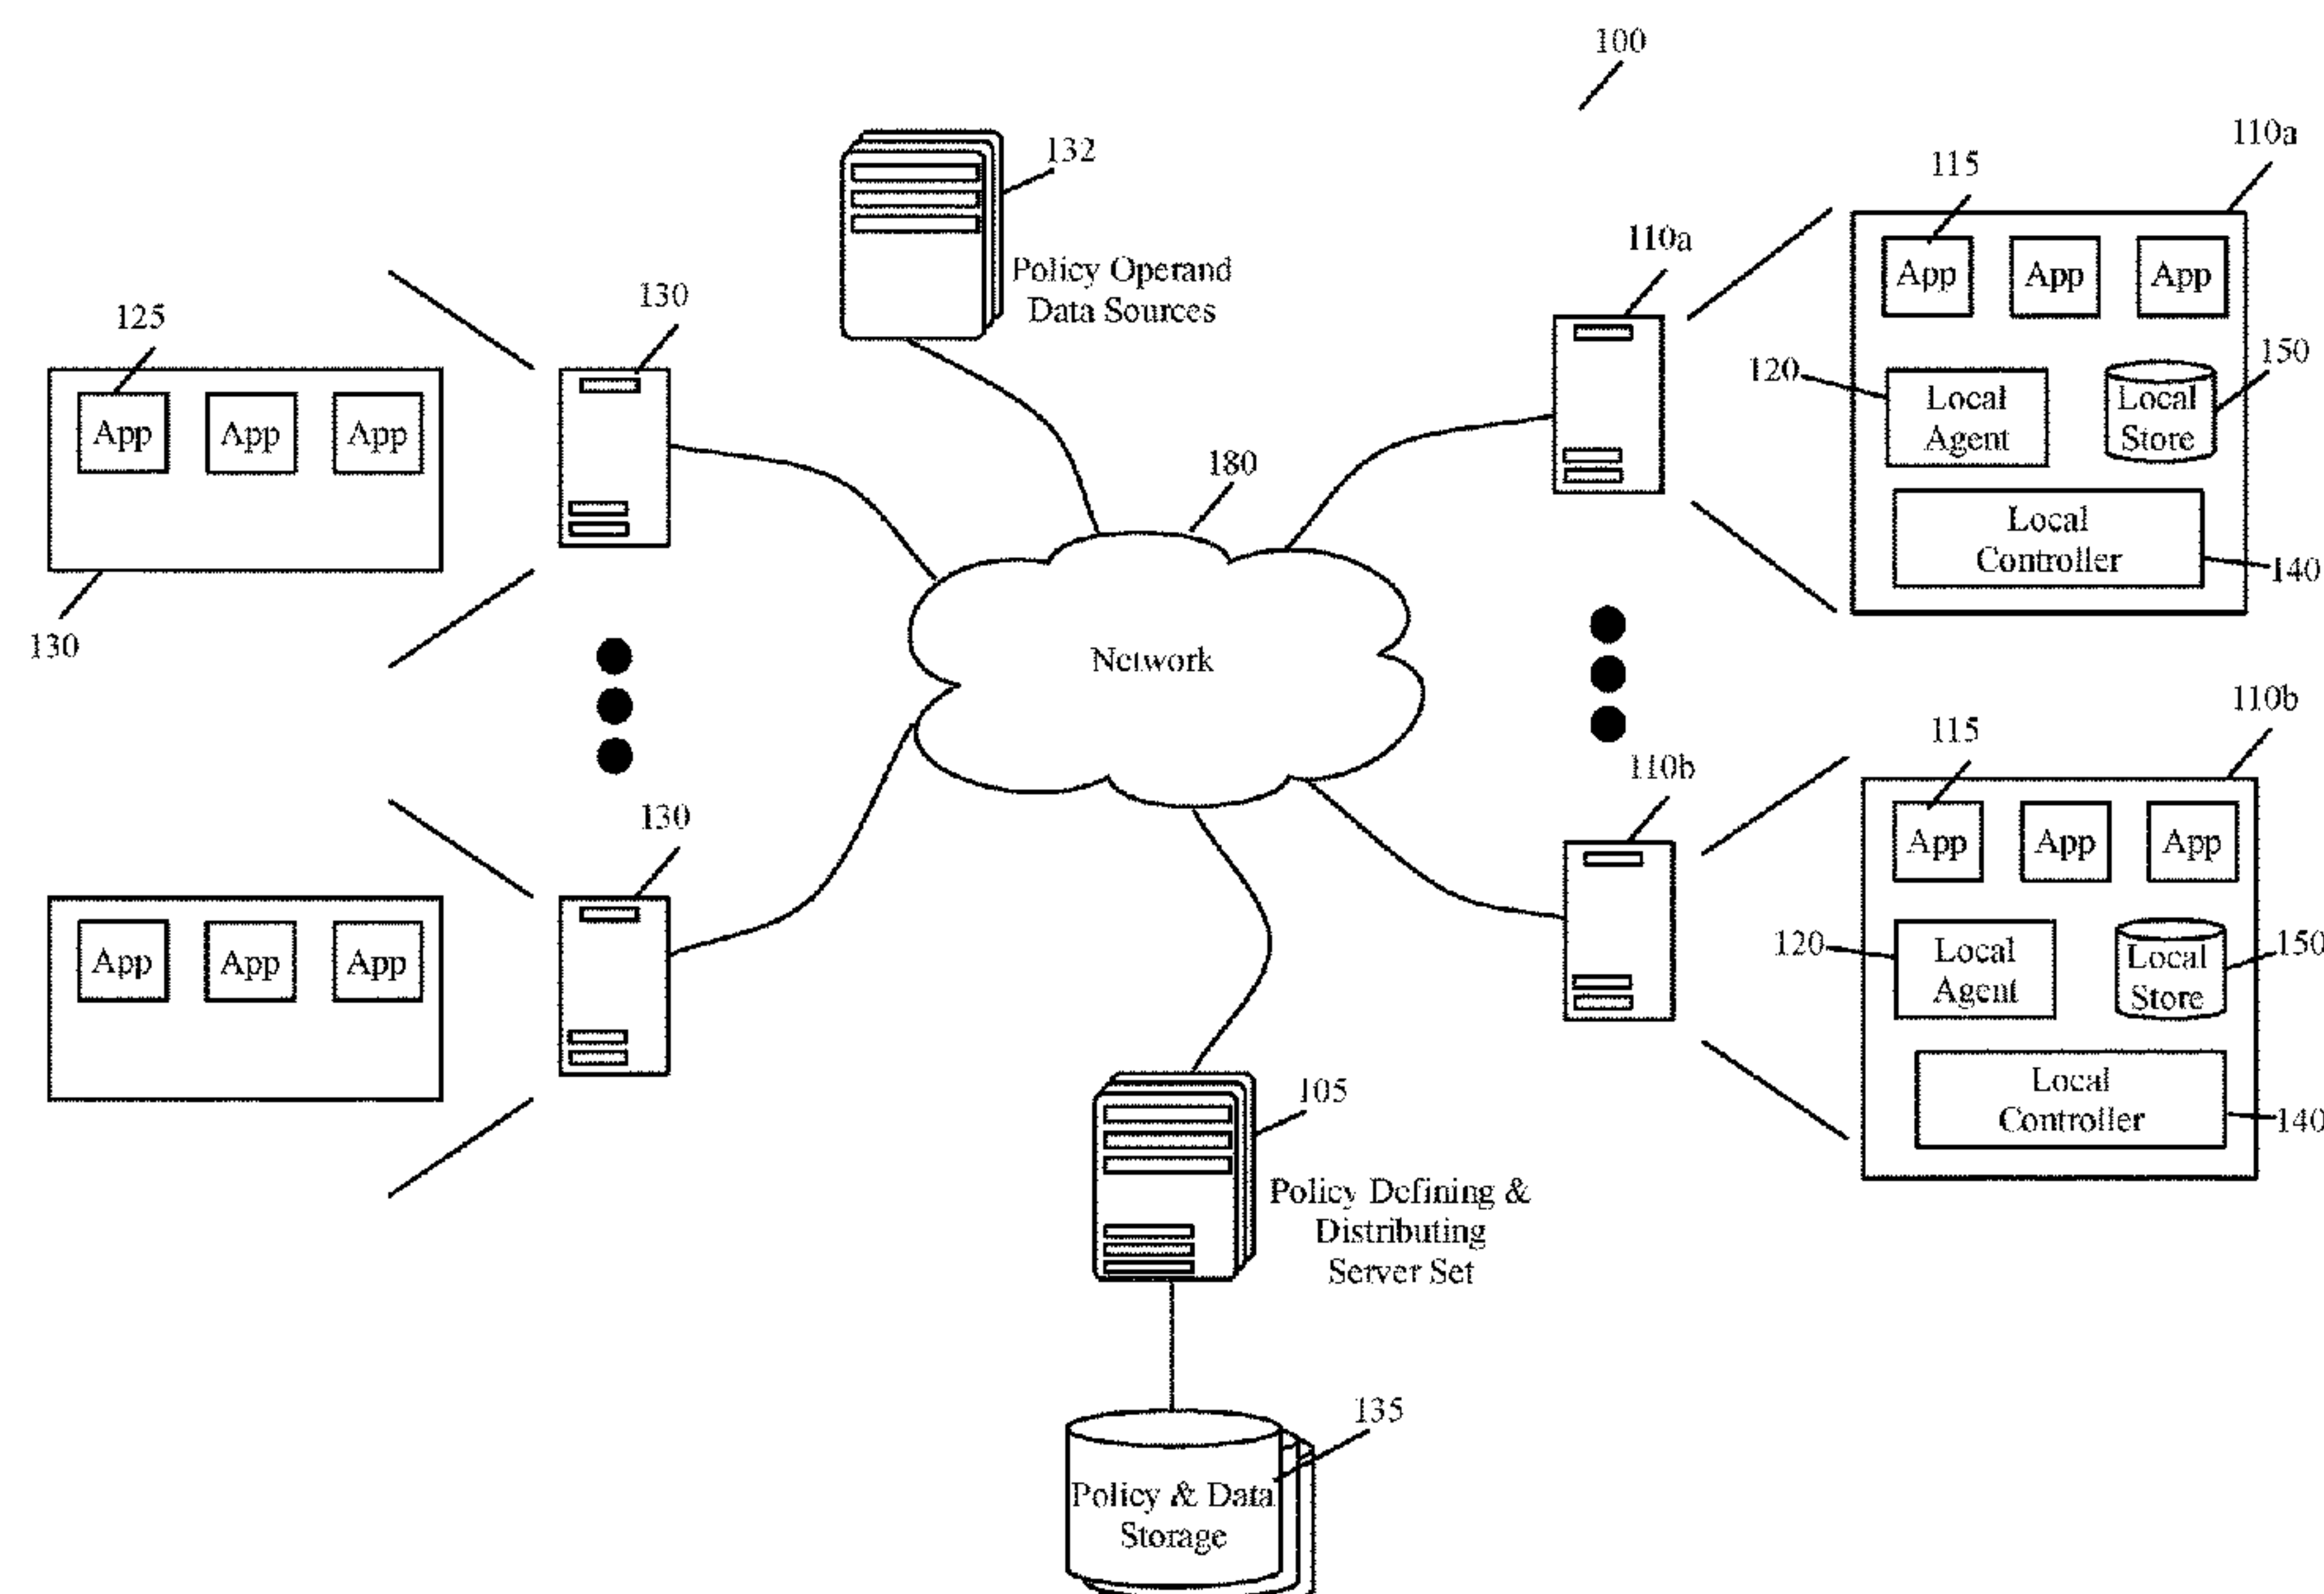 100
110a
132
115
110a
Policy Operand
Data Sources
App
App
App
130
125
150
120
Local
Agent
Local
Store
App
App
App
180
Local
Controller
140
130
Network
110b
115
110b
130
App
App
App
120
Local
Agent
Local
Store
150
App
App
App
Local
Controller
140
105
Policy Defining &
Distributing
Server Set
135
Policy & Data
Storage